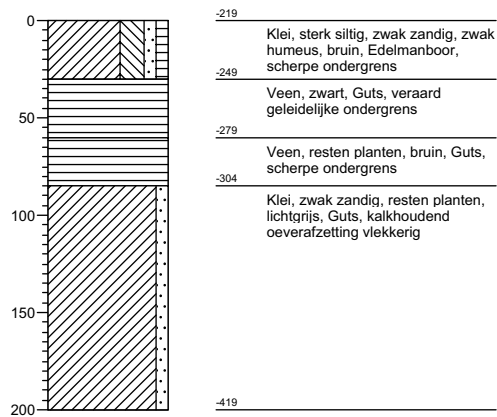 0
50
100
150
200
-219
Klei, sterk siltig, zwak zandig, zwak
humeus, bruin, Edelmanboor,
scherpe ondergrens
-249
Veen, zwart, Guts, veraard
geleidelijke ondergrens
-279
Veen, resten planten, bruin, Guts,
scherpe ondergrens
-304
Klei, zwak zandig, resten planten,
lichtgrijs, Guts, kalkhoudend
oeverafzetting vlekkerig
-419